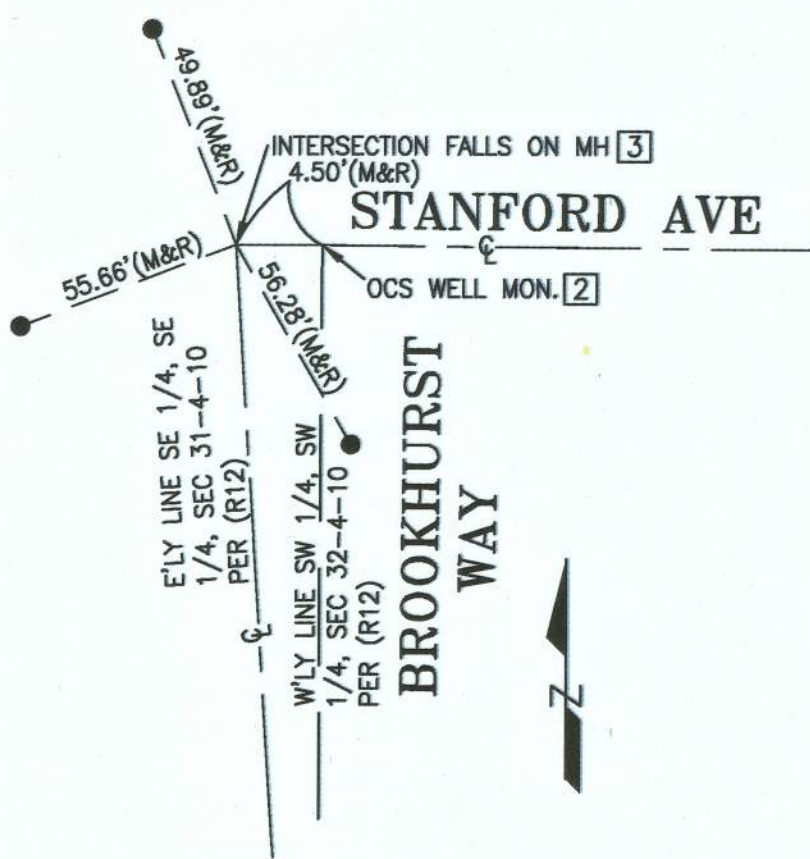 49.89'(M&R)
INTERSECTION FALLS ON MH 3
4.50'(M&R)
STANFORD AVE
℄
55.66'(M&R)
56.28'(M&R)
OCS WELL MON. 2
E'LY LINE SE 1/4, SE
1/4, SEC 31-4-10
PER (R12)
℄
W'LY LINE SW 1/4, SW
1/4, SEC 32-4-10
PER (R12)
BROOKHURST
WAY
N